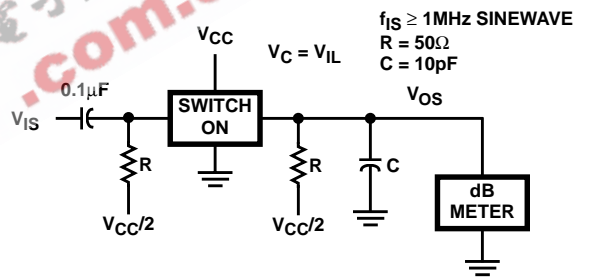 f_IS ≥ 1MHz SINEWAVE
R = 50Ω
C = 10pF
V_CC
V_C = V_IL
0.1μF
V_IS
SWITCH
ON
V_OS
R
R
C
V_CC/2
V_CC/2
dB
METER
.com